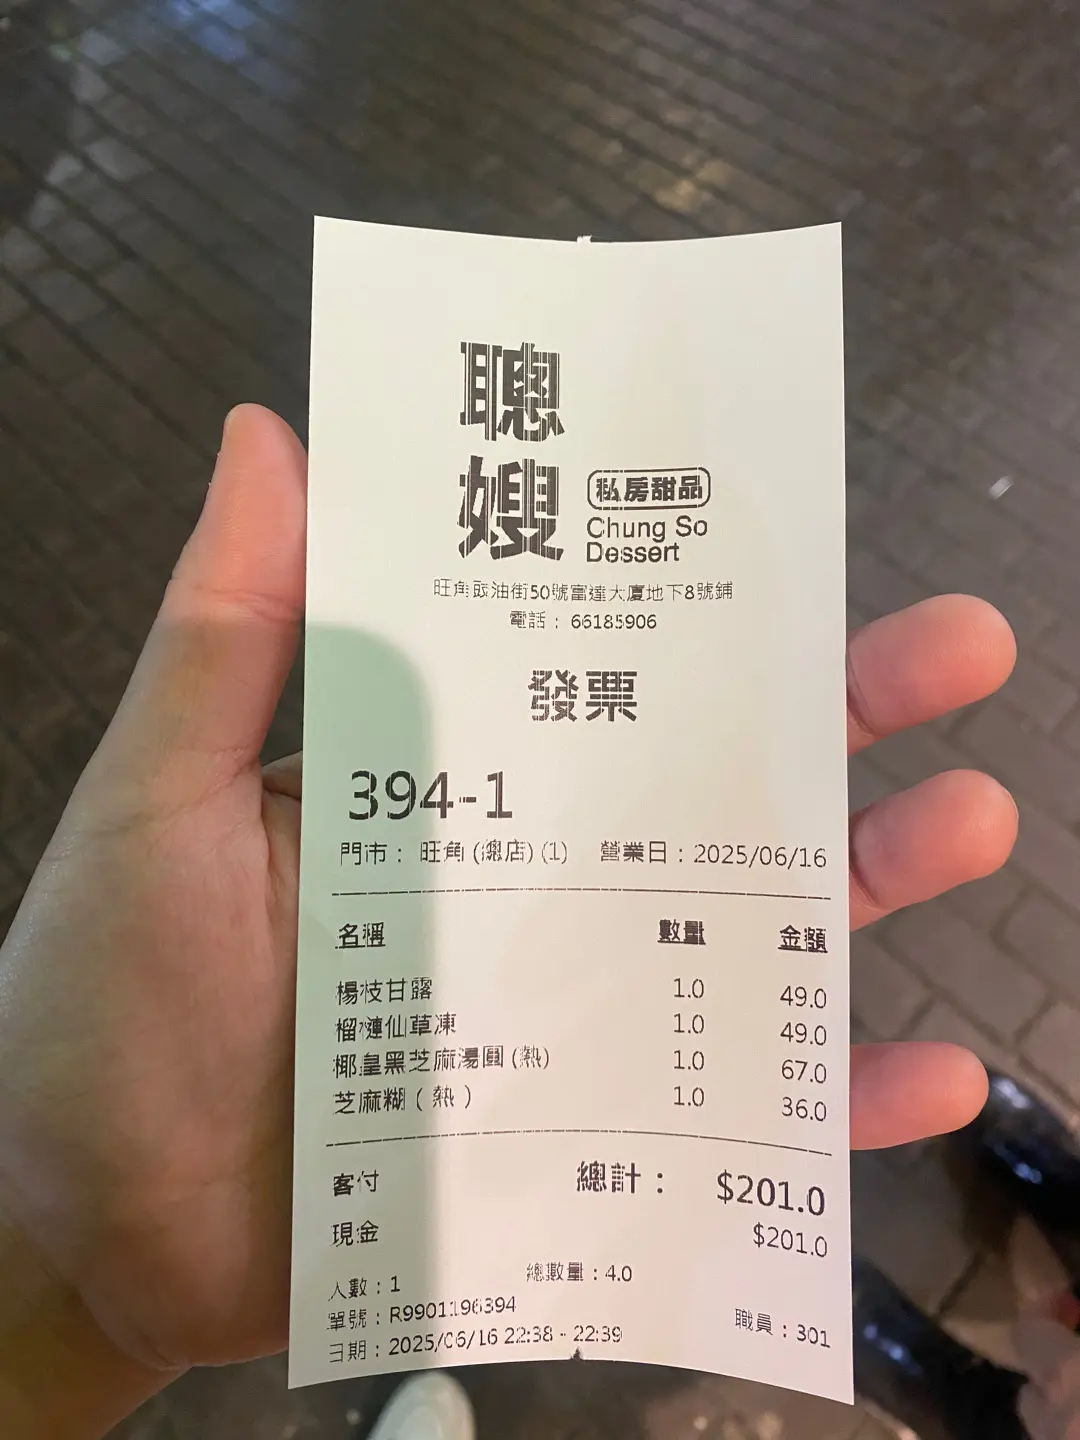 聰嫂
私房甜品
Chung So
Dessert
旺角豉油街50號富達大廈地下8號鋪
電話： 66185906
發票
394-1
門市： 旺角 (總店) (1) 營業日：2025/06/16
名稱 數量 金額
楊枝甘露 1.0 49.0
榴槤仙草凍 1.0 49.0
椰皇黑芝麻湯圓 (熱) 1.0 67.0
芝麻糊 ( 熱 ) 1.0 36.0
客付 總計： $201.0
現金 $201.0
人數：1 總數量：4.0
單號：R9901196394 職員：301
日期：2025/06/16 22:38 - 22:39